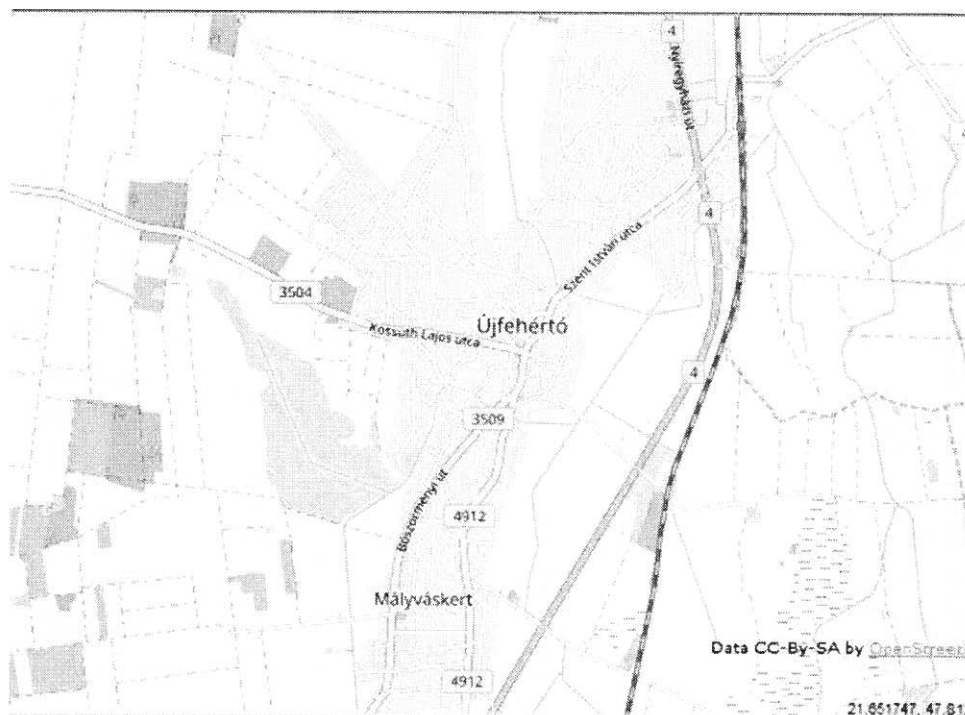 4
Nyíregyházi út
4
Szent István utca
3504
Kossuth Lajos utca
Újfehértó
4
3509
Böszörményi út
4912
Mályváskert
Data CC-By-SA by OpenStreet
4912
21.651747, 47.81